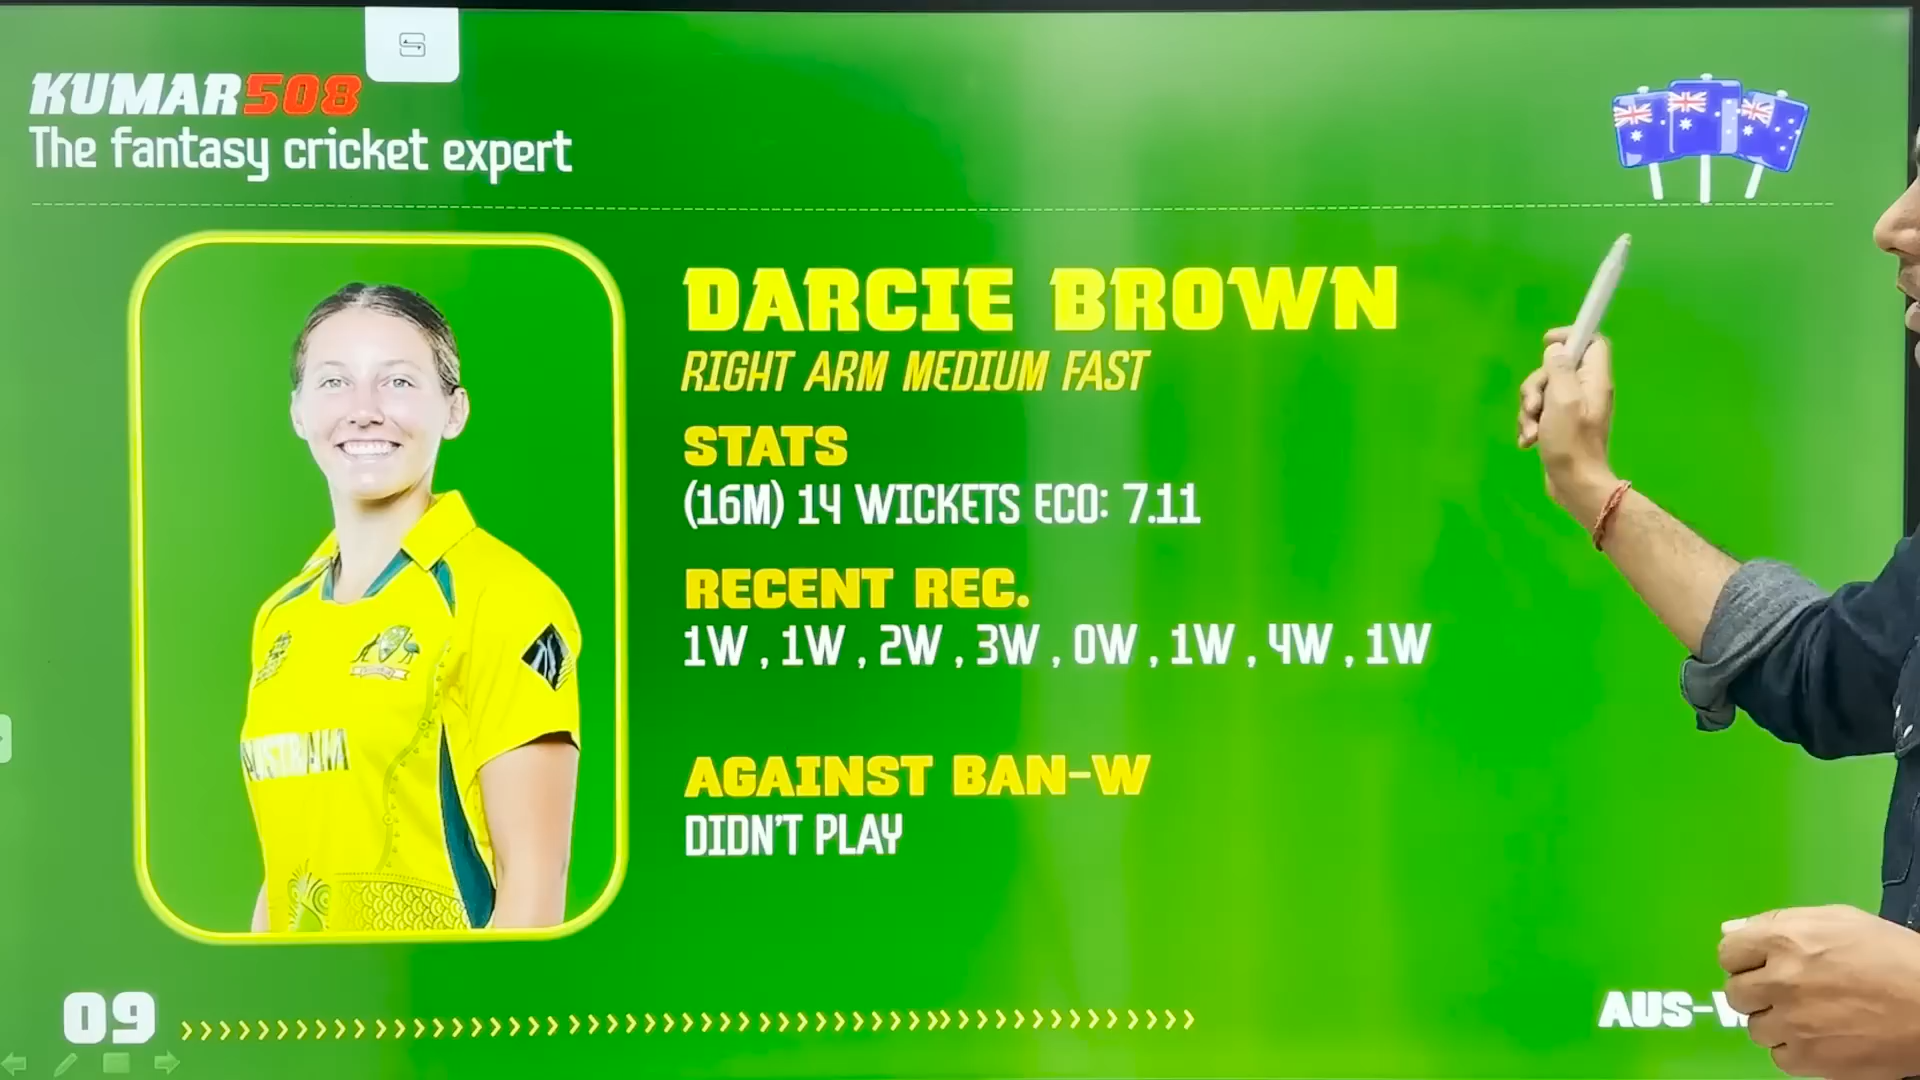 KUMAR508
The fantasy cricket expert
DARCIE BROWN
RIGHT ARM MEDIUM FAST
STATS
(16M) 14 WICKETS ECO: 7.11
RECENT REC.
1W , 1W , 2W , 3W , 0W , 1W , 4W , 1W
AUSTRALIA
AGAINST BAN-W
DIDN'T PLAY
09
AUS-W